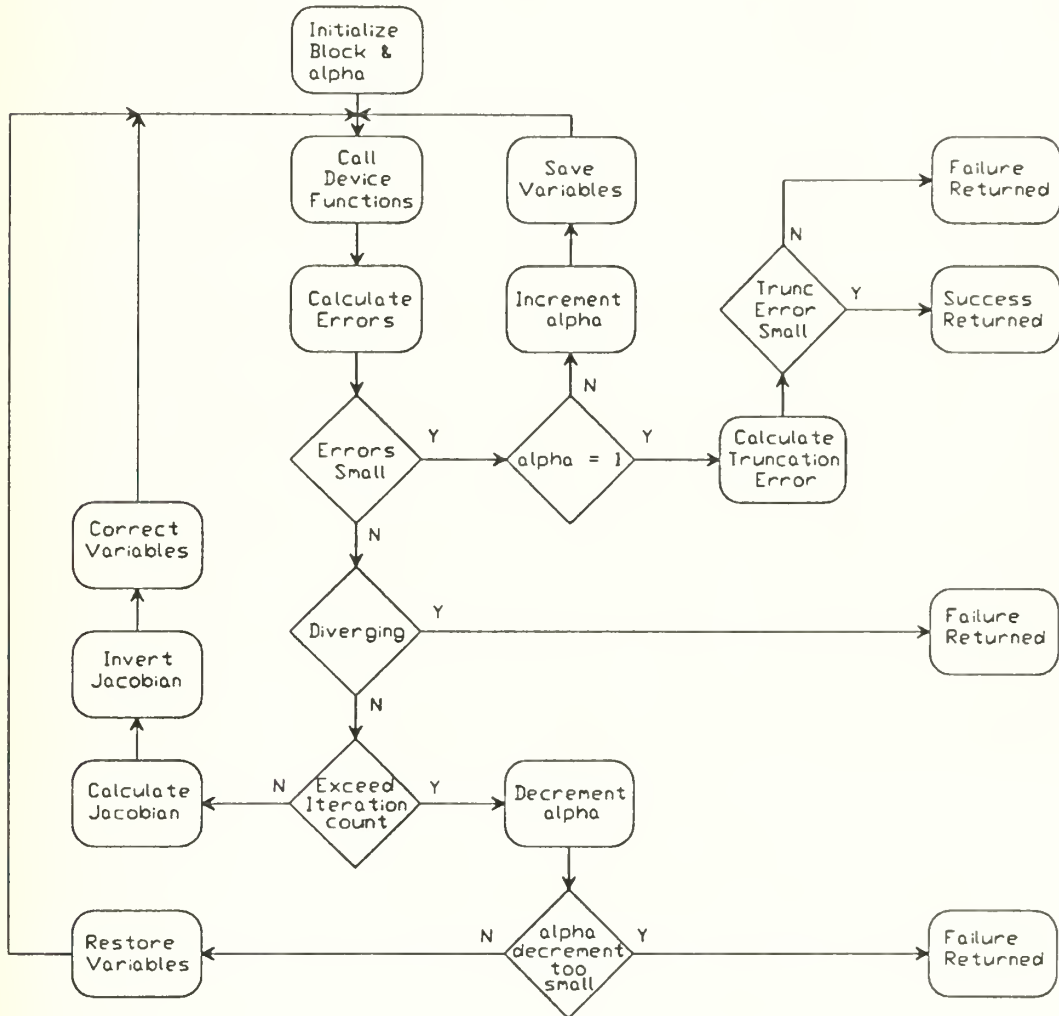 Initialize
Block &
alpha
Call
Device
Functions
Save
Variables
Failure
Returned
N
Calculate
Errors
Increment
alpha
Trunc
Error
Small
Y
Success
Returned
N
Errors
Small
Y
alpha = 1
Y
Calculate
Truncation
Error
N
Correct
Variables
Diverging
Y
Failure
Returned
Invert
Jacobian
N
Calculate
Jacobian
N
Exceed
Iteration
count
Y
Decrement
alpha
Restore
Variables
N
alpha
decrement
too
small
Y
Failure
Returned